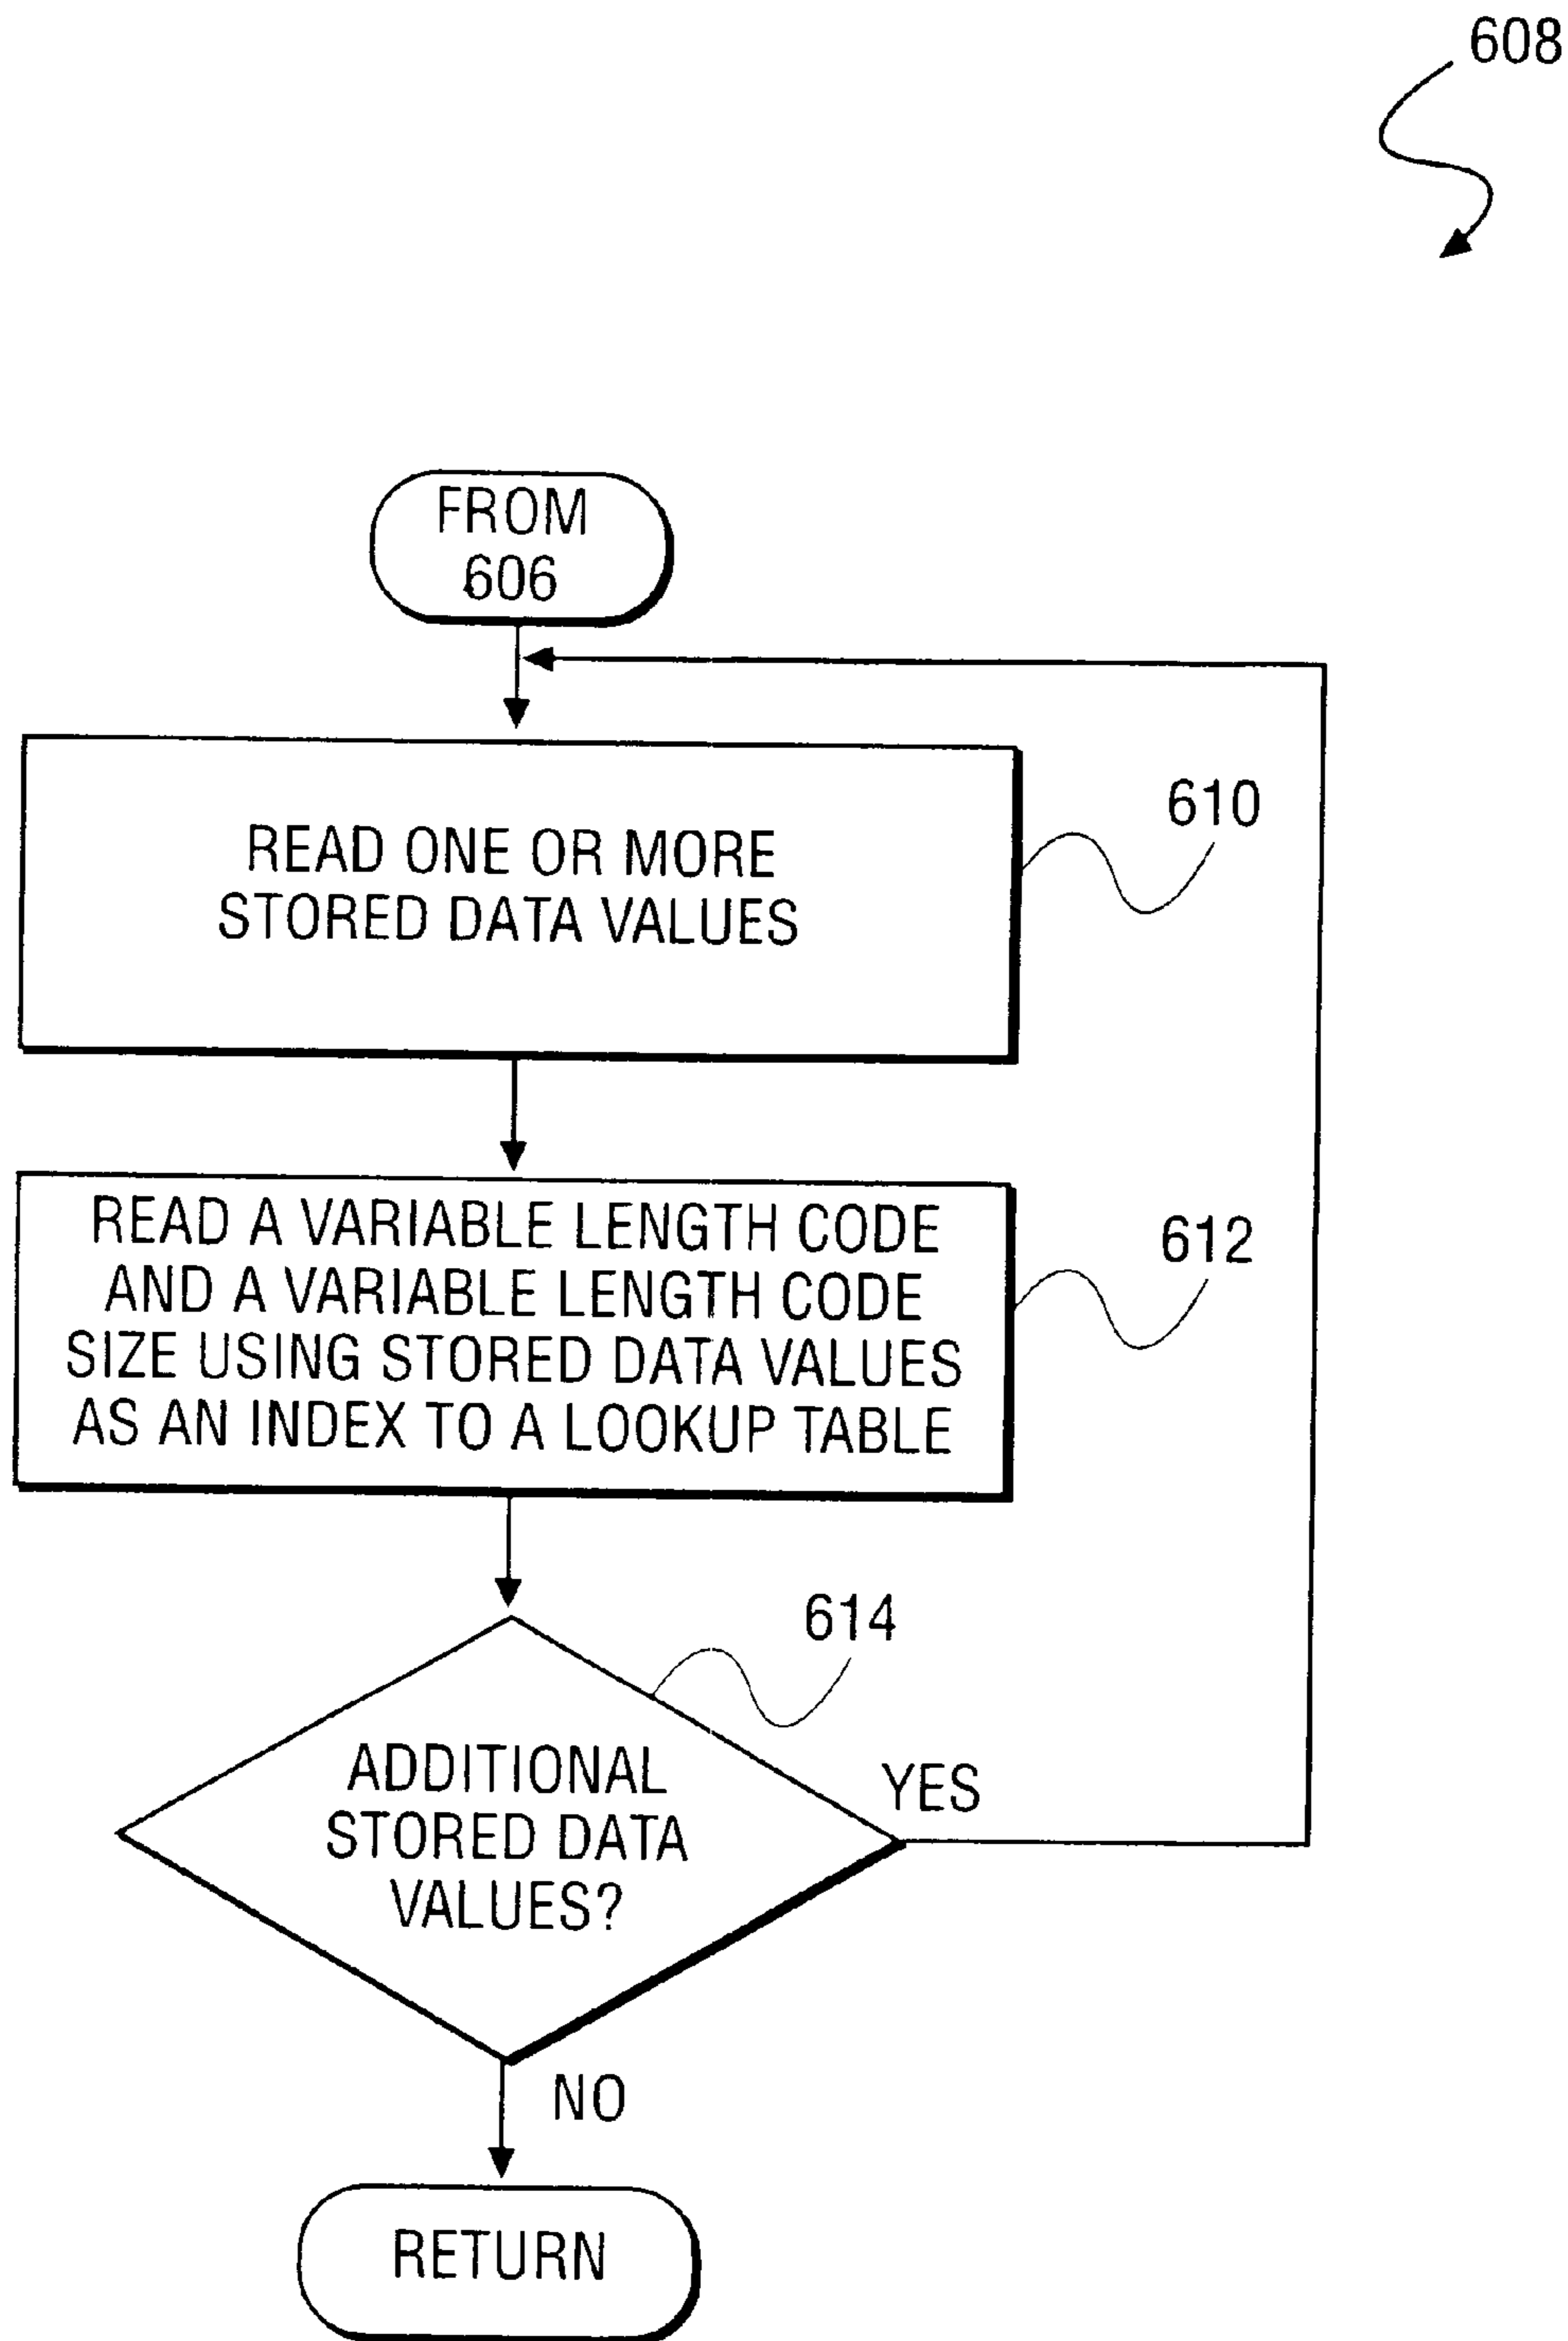 608
FROM
606
READ ONE OR MORE
STORED DATA VALUES
610
READ A VARIABLE LENGTH CODE
AND A VARIABLE LENGTH CODE
SIZE USING STORED DATA VALUES
AS AN INDEX TO A LOOKUP TABLE
612
614
ADDITIONAL
STORED DATA
VALUES?
YES
NO
RETURN